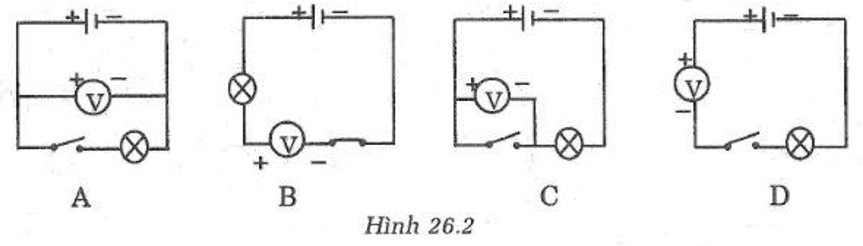 + − + − + − + −
+ V − + V − + V − + V −
A B C D
Hình 26.2